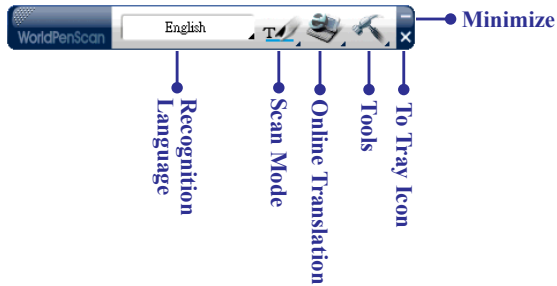 WorldPenScan
English
T
Minimize
Recognition
Language
Scan Mode
Online Translation
Tools
To Tray Icon